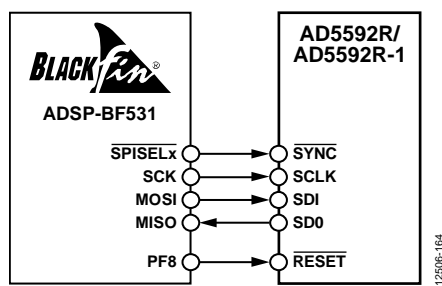 BLACKfin®
ADSP-BF531
AD5592R/
AD5592R-1
SPISELx
SYNC
SCK
SCLK
MOSI
SDI
MISO
SD0
PF8
RESET
12506-164